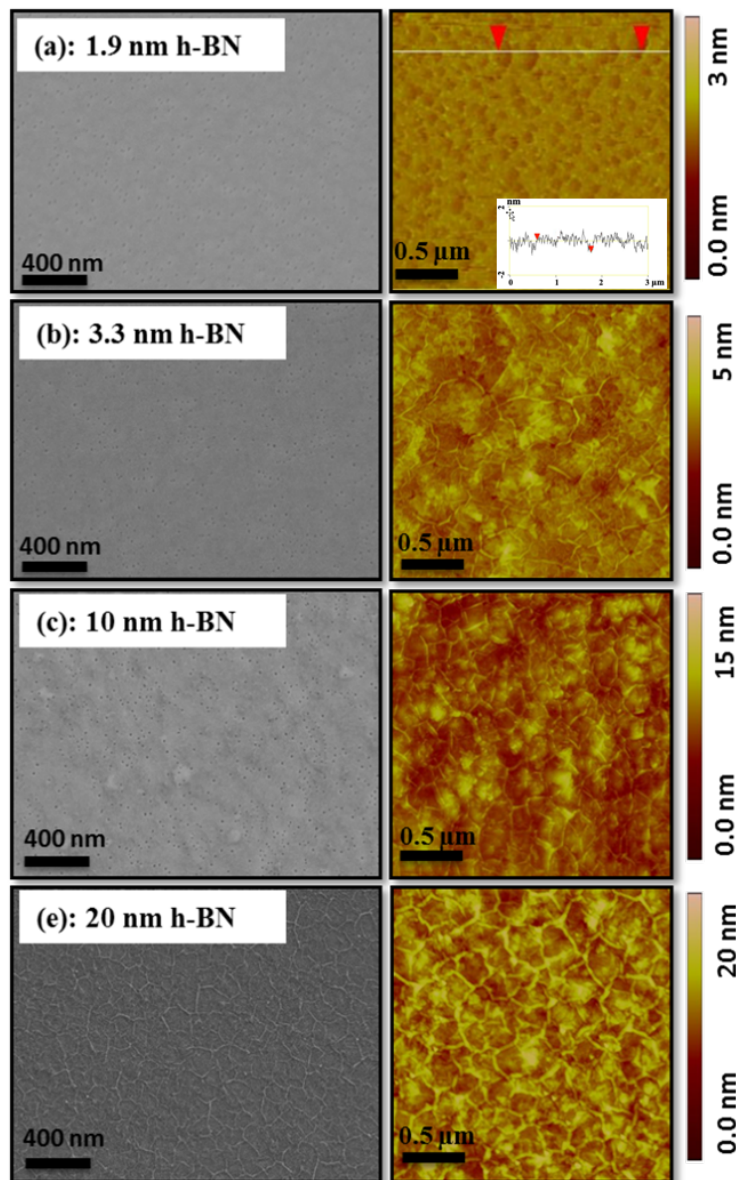 (a): 1.9 nm h-BN
400 nm
0.5 µm
nm
2
-2
0 1 2 3 µm
3 nm
0.0 nm
(b): 3.3 nm h-BN
400 nm
0.5 µm
5 nm
0.0 nm
(c): 10 nm h-BN
400 nm
0.5 µm
15 nm
0.0 nm
(e): 20 nm h-BN
400 nm
0.5 µm
20 nm
0.0 nm